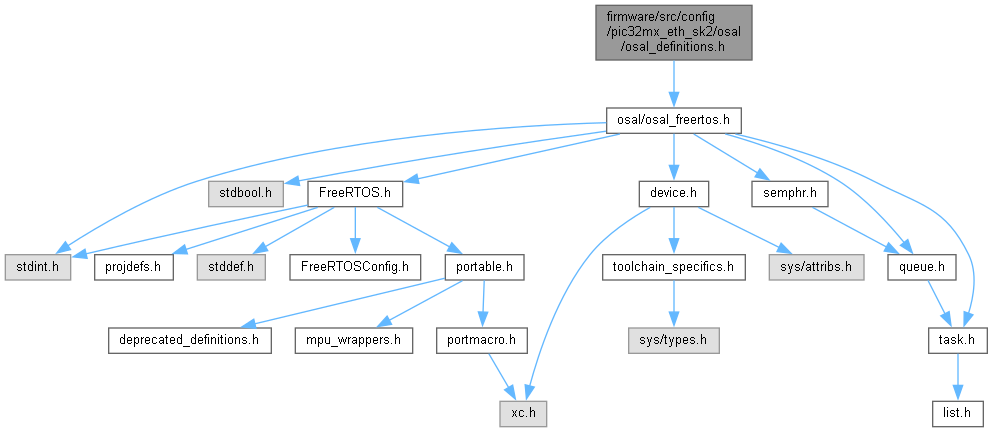 firmware/src/config
/pic32mx_eth_sk2/osal
/osal_definitions.h
osal/osal_freertos.h
stdbool.h
FreeRTOS.h
device.h
semphr.h
stdint.h
projdefs.h
stddef.h
FreeRTOSConfig.h
portable.h
toolchain_specifics.h
sys/attribs.h
queue.h
deprecated_definitions.h
mpu_wrappers.h
portmacro.h
sys/types.h
task.h
xc.h
list.h